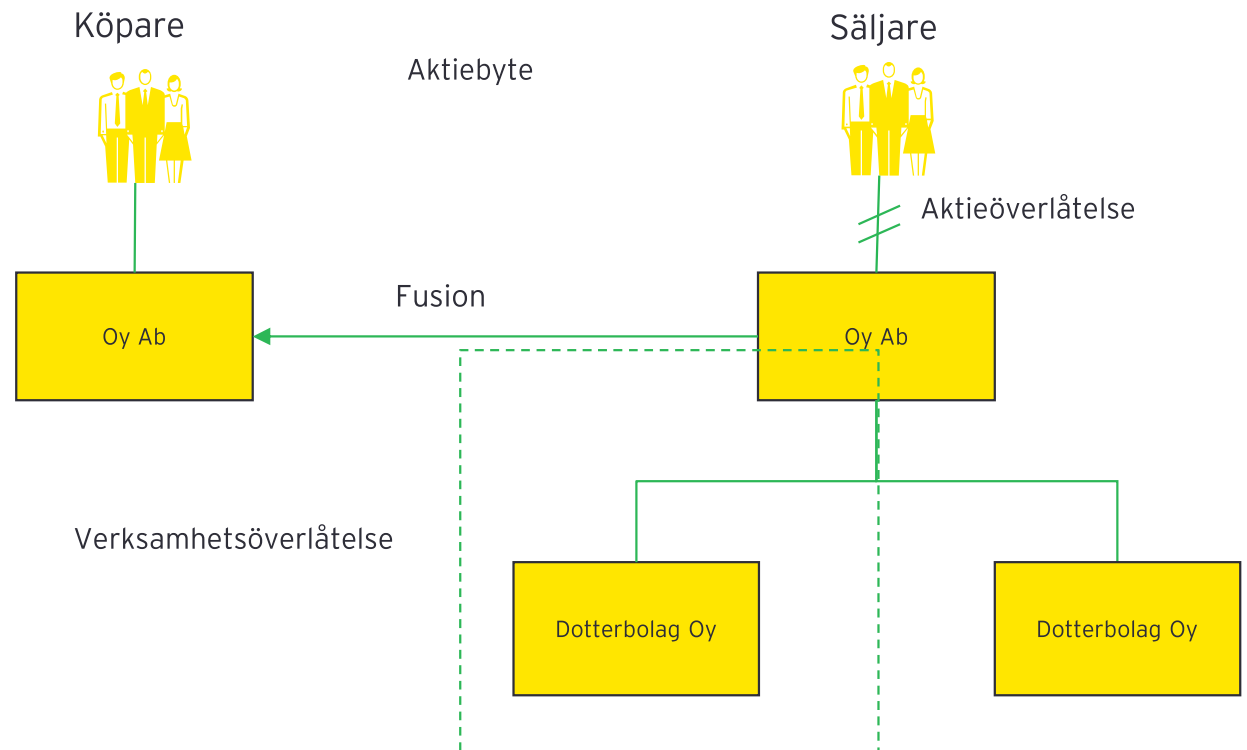 Köpare
Säljare
Aktiebyte
Aktieöverlåtelse
Fusion
Oy Ab
Oy Ab
Verksamhetsöverlåtelse
Dotterbolag Oy
Dotterbolag Oy